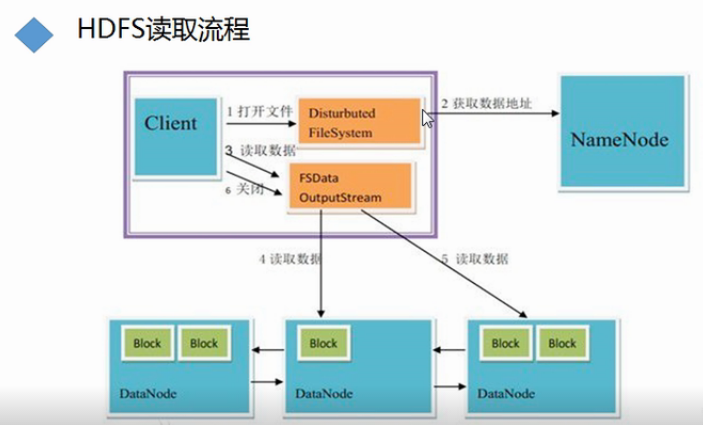 HDFS读取流程
Client
1 打开文件
Disturbuted
FileSystem
2 获取数据地址
NameNode
3 读取数据
6 关闭
FSData
OutputStream
4 读取数据
5 读取数据
Block
Block
DataNode
Block
DataNode
Block
Block
DataNode